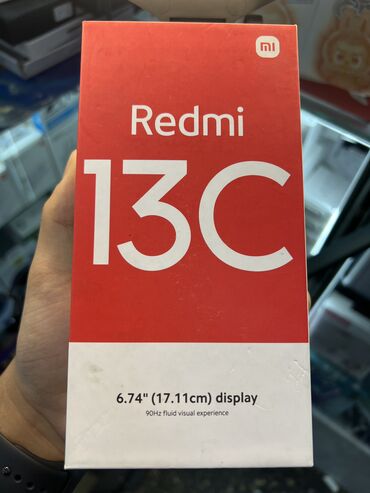 mi
Redmi
13C
6.74" (17.11cm) display
90Hz fluid visual experience